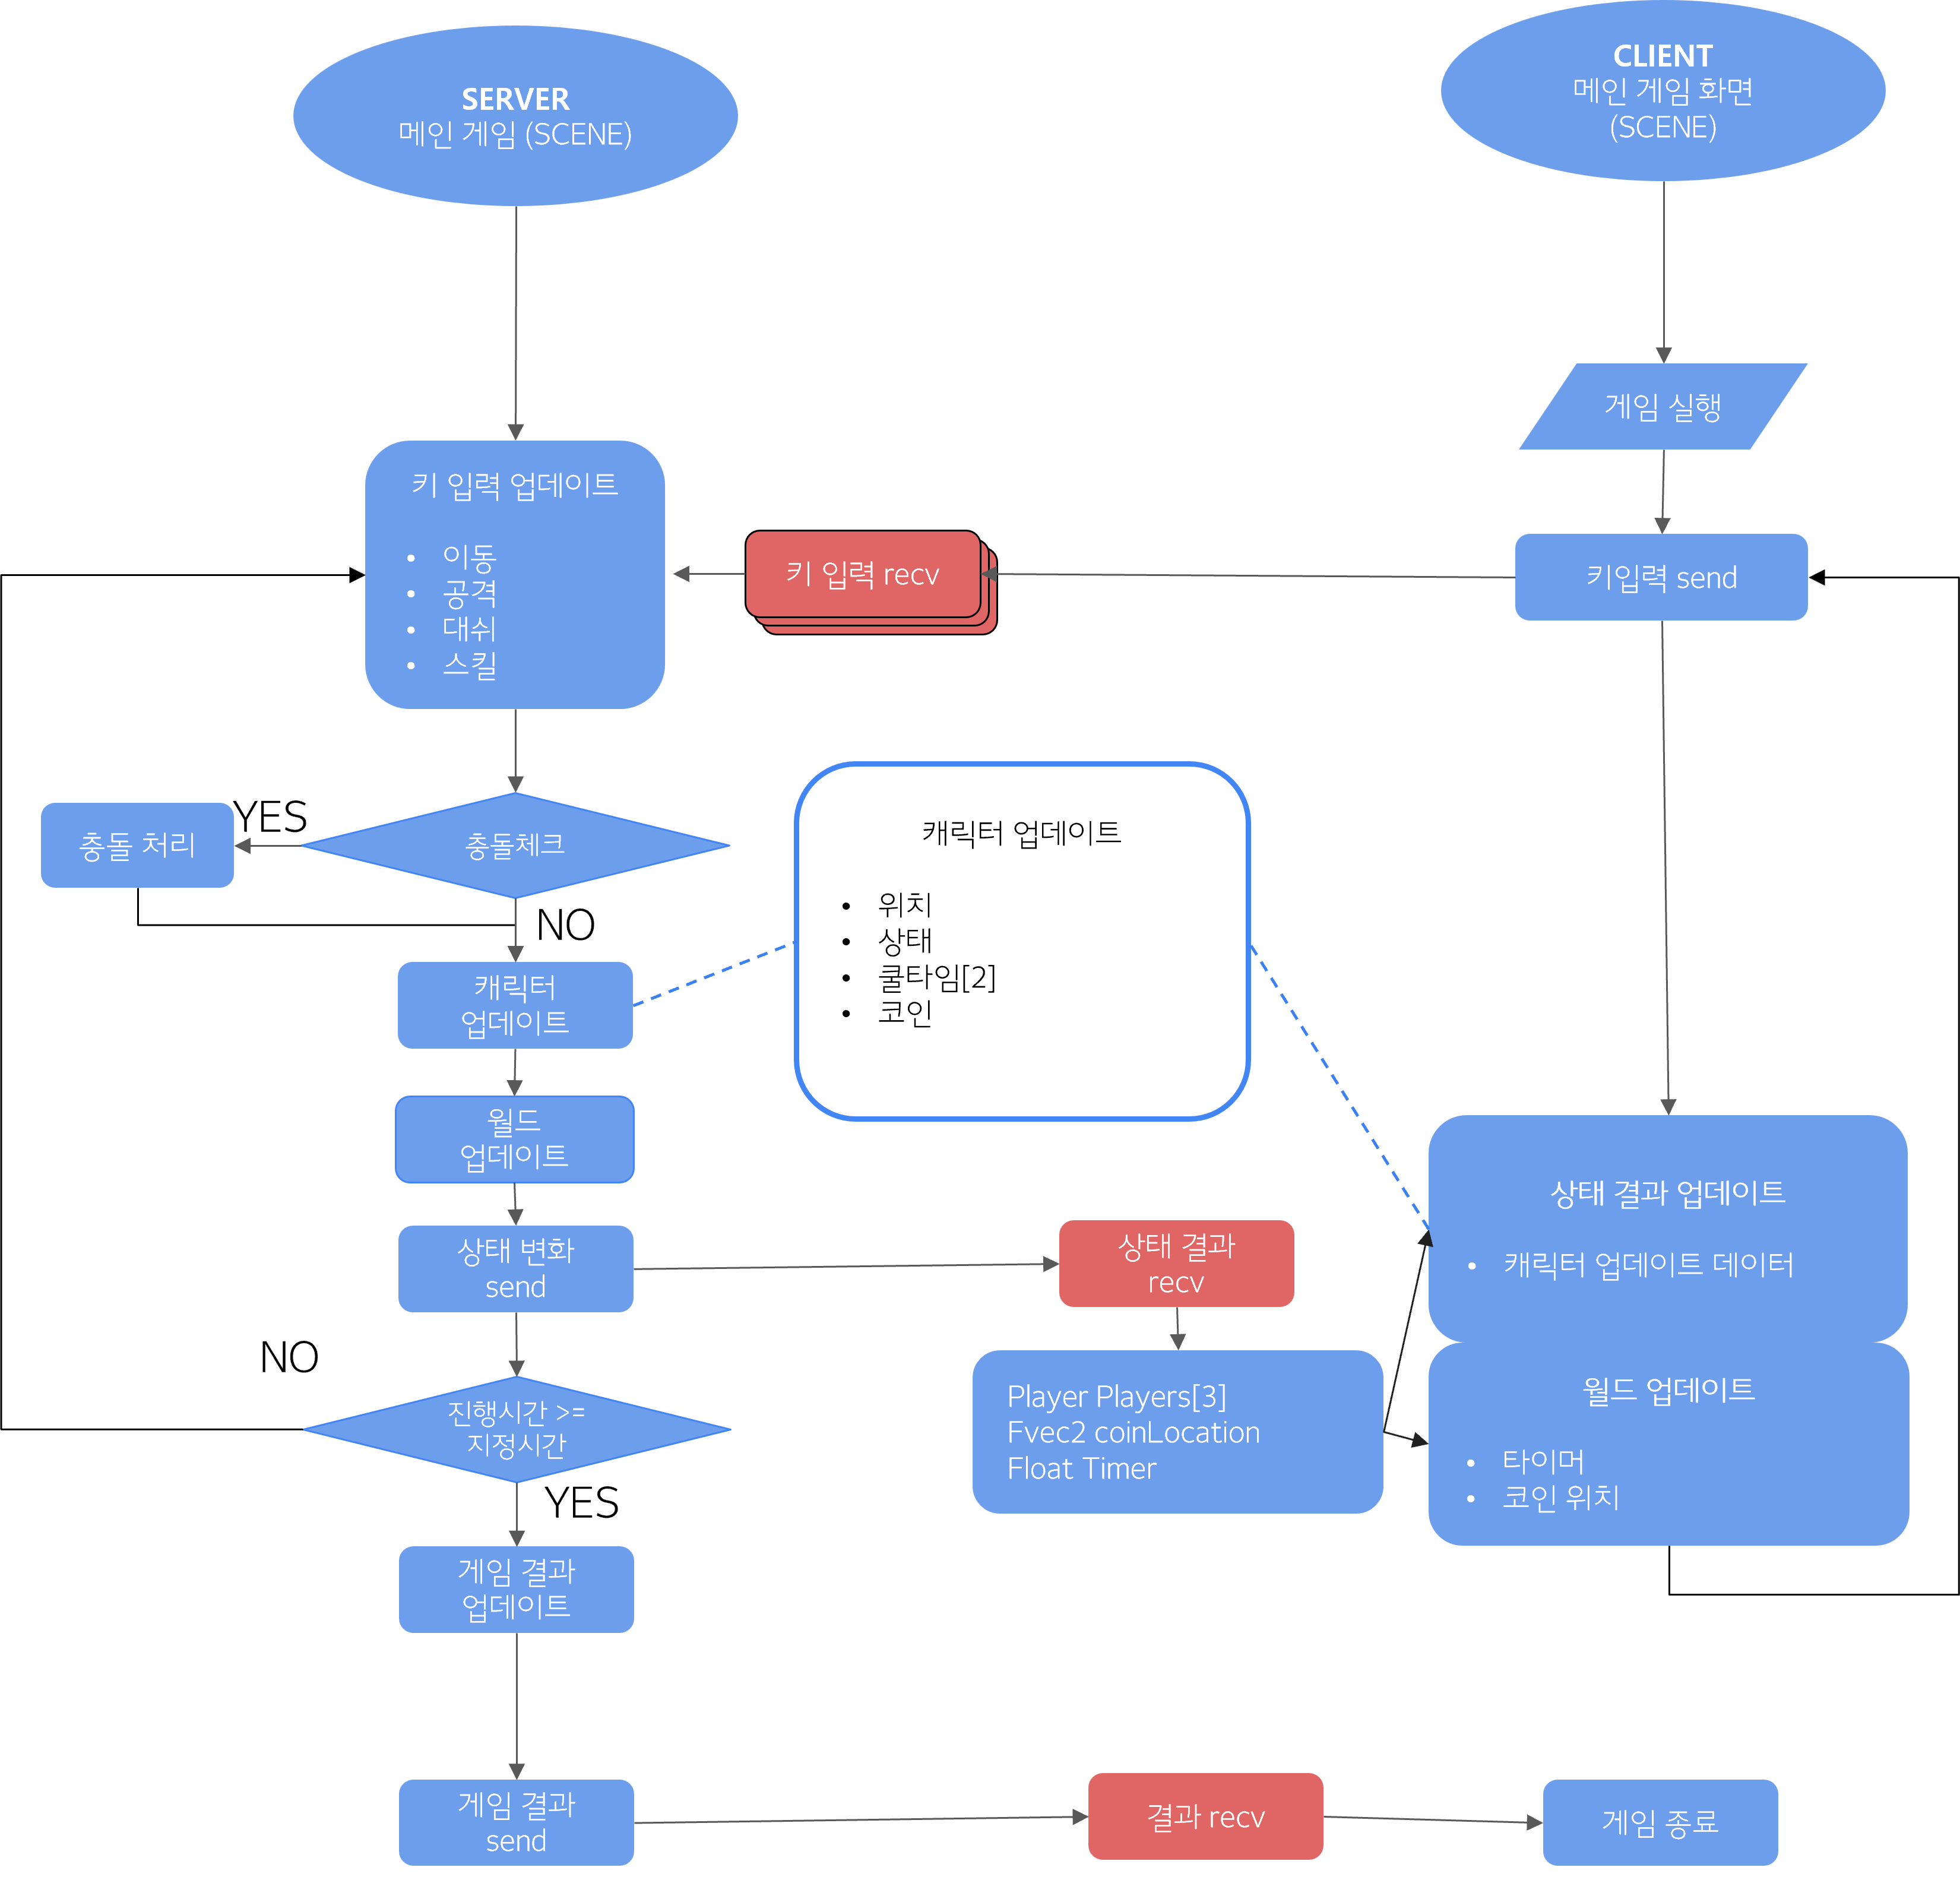 SERVER
메인 게임 (SCENE)
CLIENT
메인 게임 화면
(SCENE)
게임 실행
키 입력 업데이트
• 이동
• 공격
• 대쉬
• 스킬
키 입력 recv
키입력 send
YES
충돌 처리
충돌체크
NO
캐릭터 업데이트
• 위치
• 상태
• 쿨타임[2]
• 코인
캐릭터
업데이트
월드
업데이트
상태 변화
send
상태 결과
recv
상태 결과 업데이트
• 캐릭터 업데이트 데이터
NO
진행시간 >=
지정시간
YES
Player Players[3]
Fvec2 coinLocation
Float Timer
월드 업데이트
• 타이머
• 코인 위치
게임 결과
업데이트
게임 결과
send
결과 recv
게임 종료